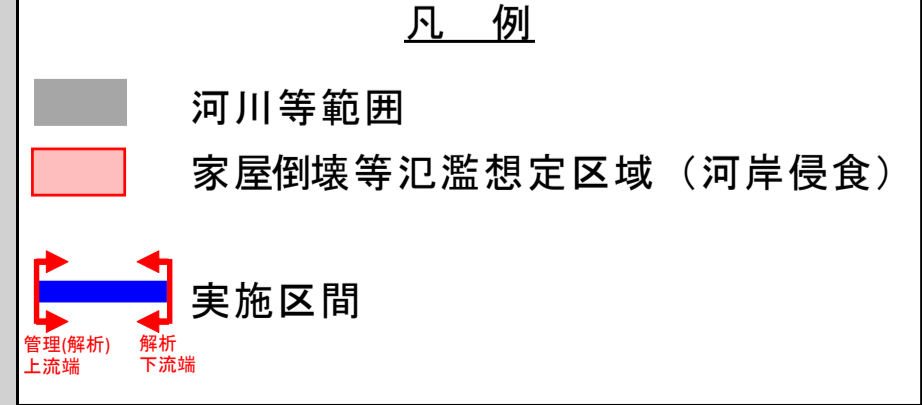 凡　例
河川等範囲
家屋倒壊等氾濫想定区域（河岸侵食）
実施区間
管理(解析)
上流端
解析
下流端